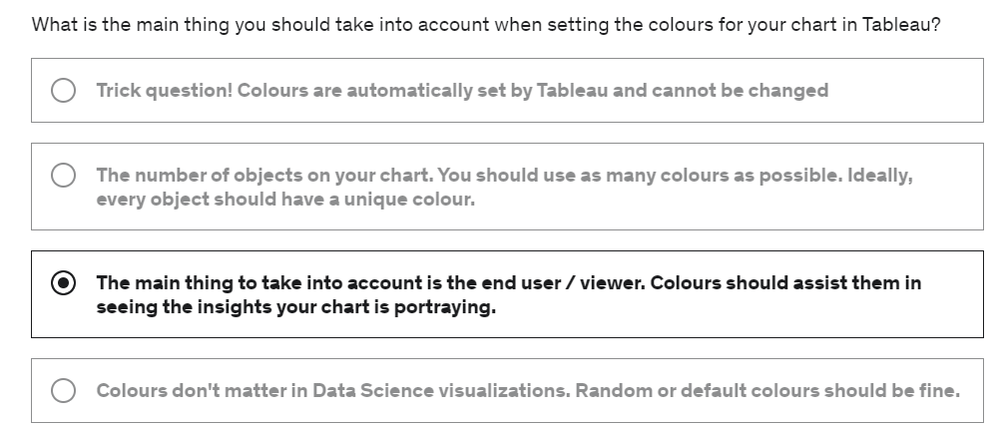 What is the main thing you should take into account when setting the colours for your chart in Tableau?
Trick question! Colours are automatically set by Tableau and cannot be changed
The number of objects on your chart. You should use as many colours as possible. Ideally,
every object should have a unique colour.
The main thing to take into account is the end user / viewer. Colours should assist them in
seeing the insights your chart is portraying.
Colours don't matter in Data Science visualizations. Random or default colours should be fine.